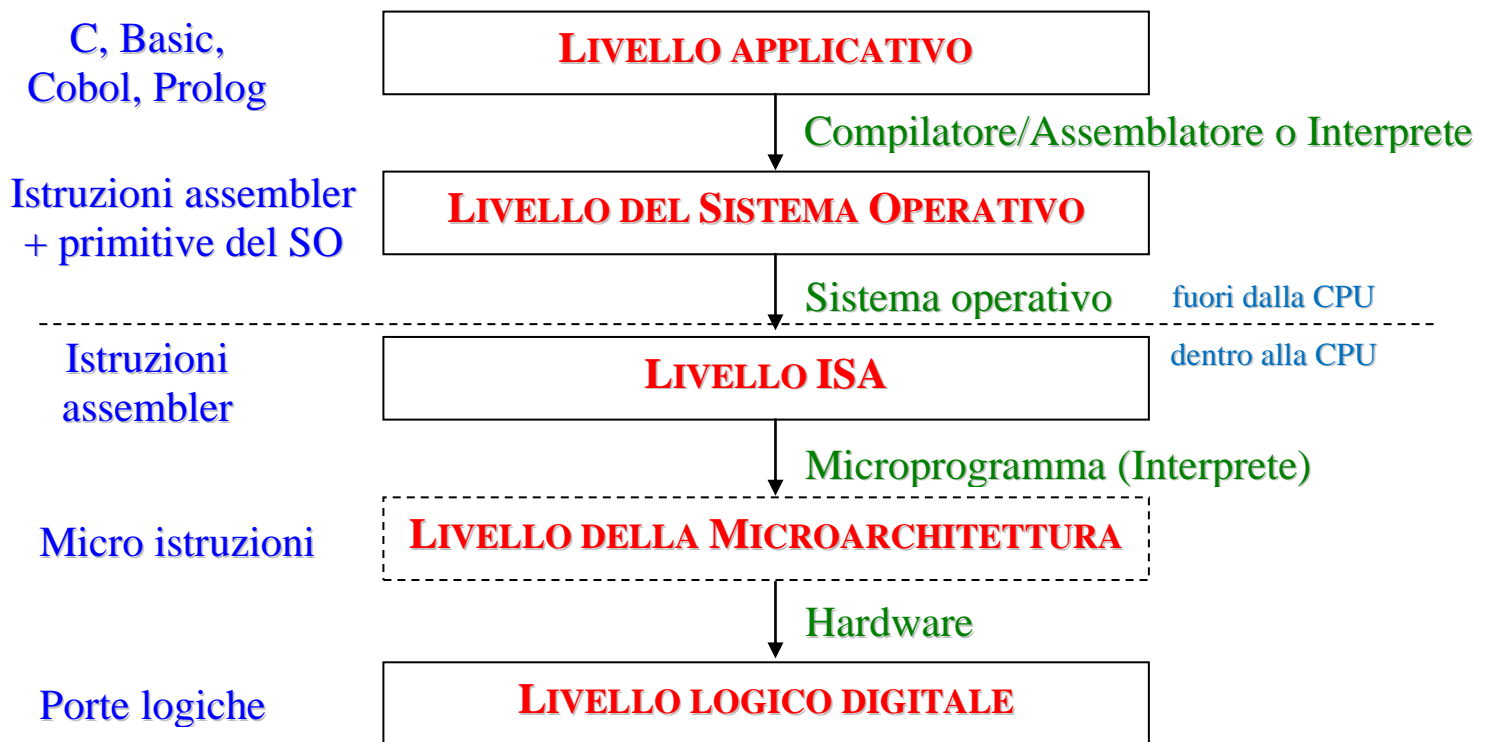 C, Basic,
Cobol, Prolog
LIVELLO APPLICATIVO
Compilatore/Assemblatore o Interprete
Istruzioni assembler
+ primitive del SO
LIVELLO DEL SISTEMA OPERATIVO
Sistema operativo
fuori dalla CPU
Istruzioni
assembler
LIVELLO ISA
dentro alla CPU
Microprogramma (Interprete)
Micro istruzioni
LIVELLO DELLA MICROARCHITETTURA
Hardware
Porte logiche
LIVELLO LOGICO DIGITALE